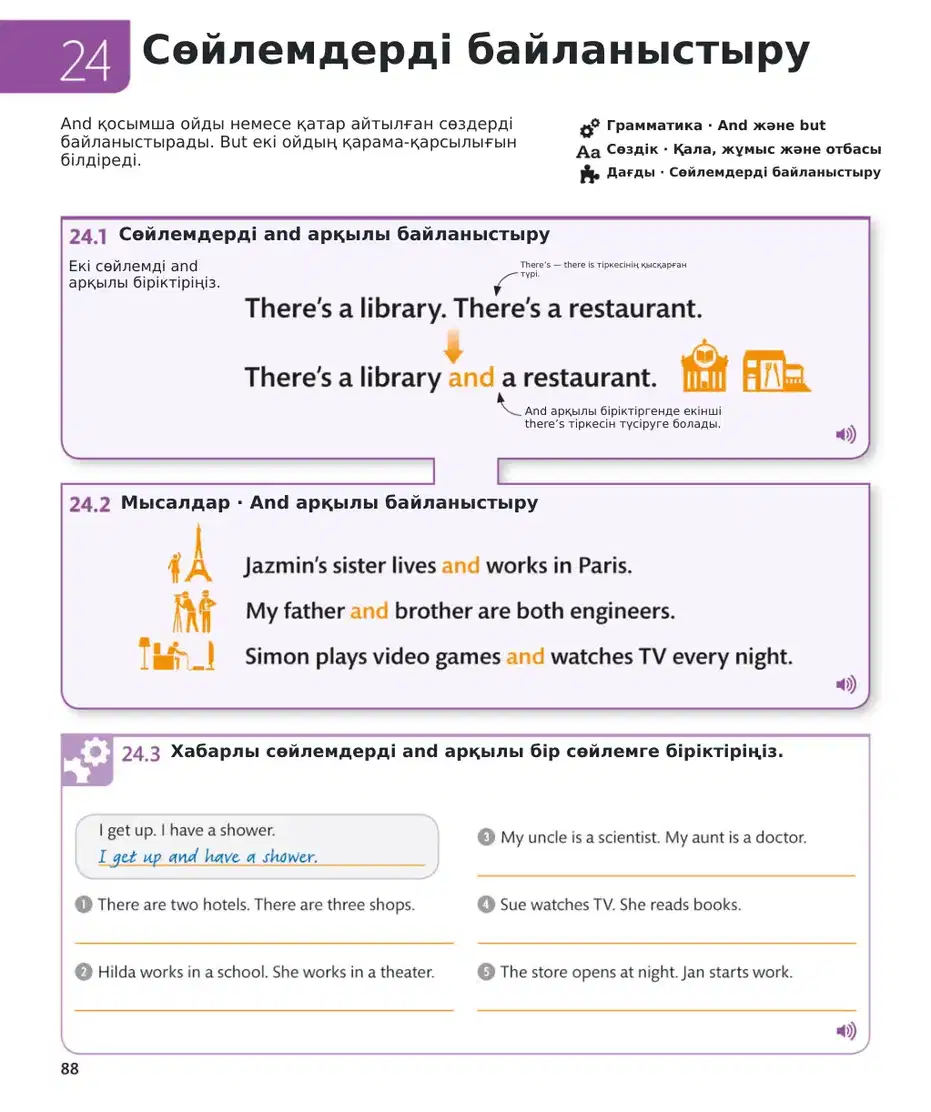 24
Сөйлемдерді байланыстыру
And қосымша ойды немесе қатар айтылған сөздерді
байланыстырады. But екі ойдың қарама-қарсылығын
білдіреді.
Грамматика · And және but
Aa Сөздік · Қала, жұмыс және отбасы
Дағды · Сөйлемдерді байланыстыру
24.1 Сөйлемдерді and арқылы байланыстыру
Екі сөйлемді and
арқылы біріктіріңіз.
There's — there is тіркесінің қысқарған
түрі.
There's a library. There's a restaurant.
There's a library and a restaurant.
And арқылы біріктіргенде екінші
there's тіркесін түсіруге болады.
24.2 Мысалдар · And арқылы байланыстыру
Jazmin's sister lives and works in Paris.
My father and brother are both engineers.
Simon plays video games and watches TV every night.
24.3 Хабарлы сөйлемдерді and арқылы бір сөйлемге біріктіріңіз.
I get up. I have a shower.
I get up and have a shower.
1 There are two hotels. There are three shops.
2 Hilda works in a school. She works in a theater.
3 My uncle is a scientist. My aunt is a doctor.
4 Sue watches TV. She reads books.
5 The store opens at night. Jan starts work.
88